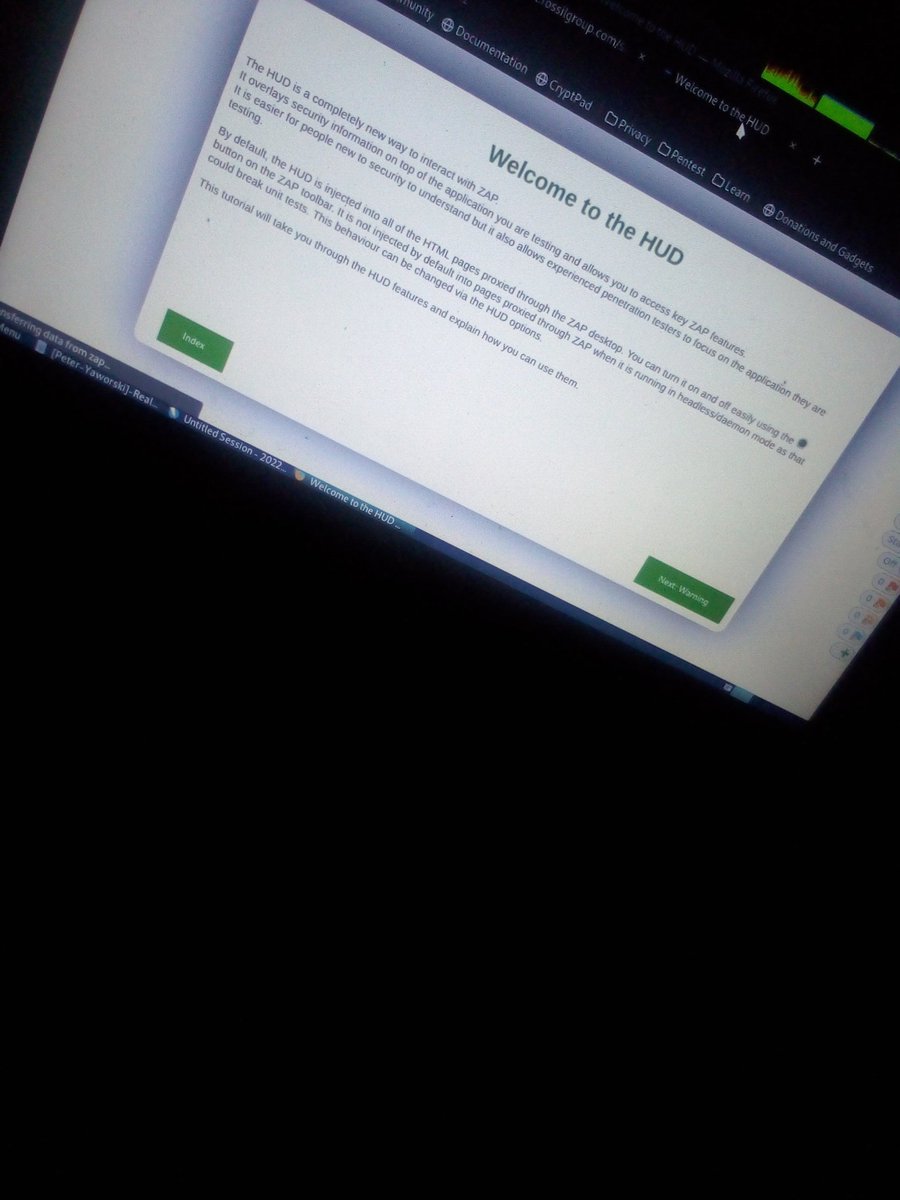 Welcome to the HUD — Mozilla Firefox
Welcome to the HUD
Documentation
CryptPad
Privacy
Pentest
Learn
Donations and Gadgets
Welcome to the HUD
The HUD is a completely new way to interact with ZAP.
It overlays security information on top of the application you are testing and allows you to access key ZAP features.
It is easier for people new to security to understand but it also allows experienced penetration testers to focus on the application they are
testing.
By default, the HUD is injected into all of the HTML pages proxied through the ZAP desktop. You can turn it on and off easily using the
button on the ZAP toolbar. It is not injected by default into pages proxied through ZAP when it is running in headless/daemon mode as that
could break unit tests. This behaviour can be changed via the HUD options.
This tutorial will take you through the HUD features and explain how you can use them.
Index
Next: Warning
Off
0
0
0
0
nsferring data from zap...
Menu
[Peter-Yaworski]-Real...
Untitled Session - 2022...
Welcome to the HUD ...